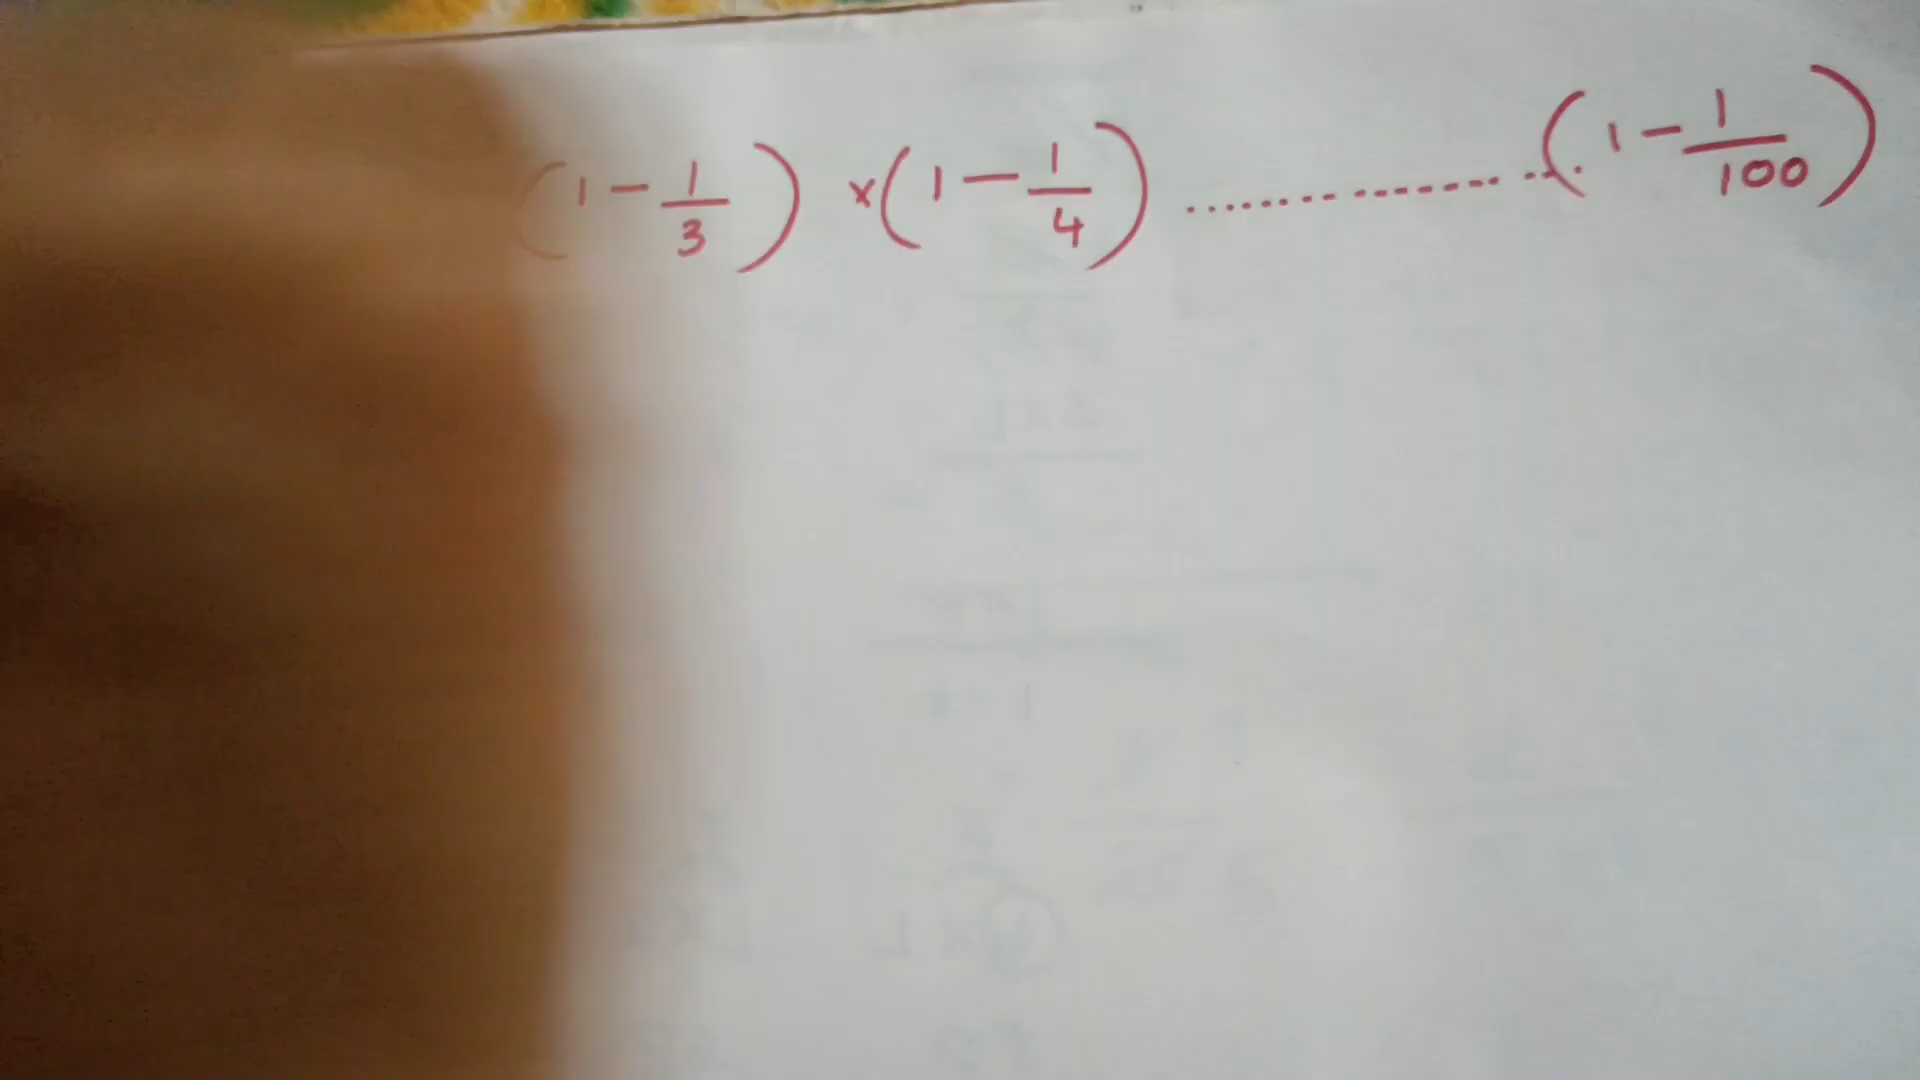 (1 - 1/3) × (1 - 1/4) .................... (1 - 1/100)